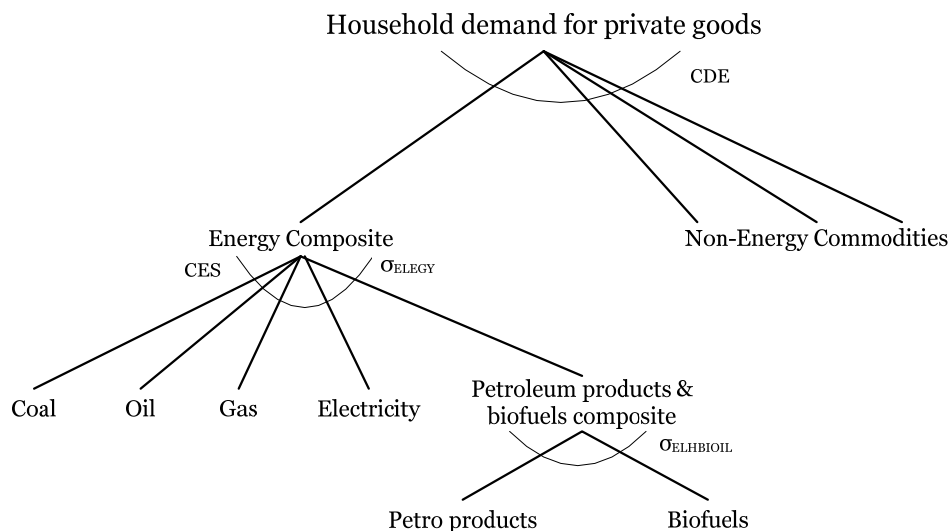 Household demand for private goods
CDE
Energy Composite
Non-Energy Commodities
CES
σELEGY
Coal
Oil
Gas
Electricity
Petroleum products &
biofuels composite
σELHBIOIL
Petro products
Biofuels